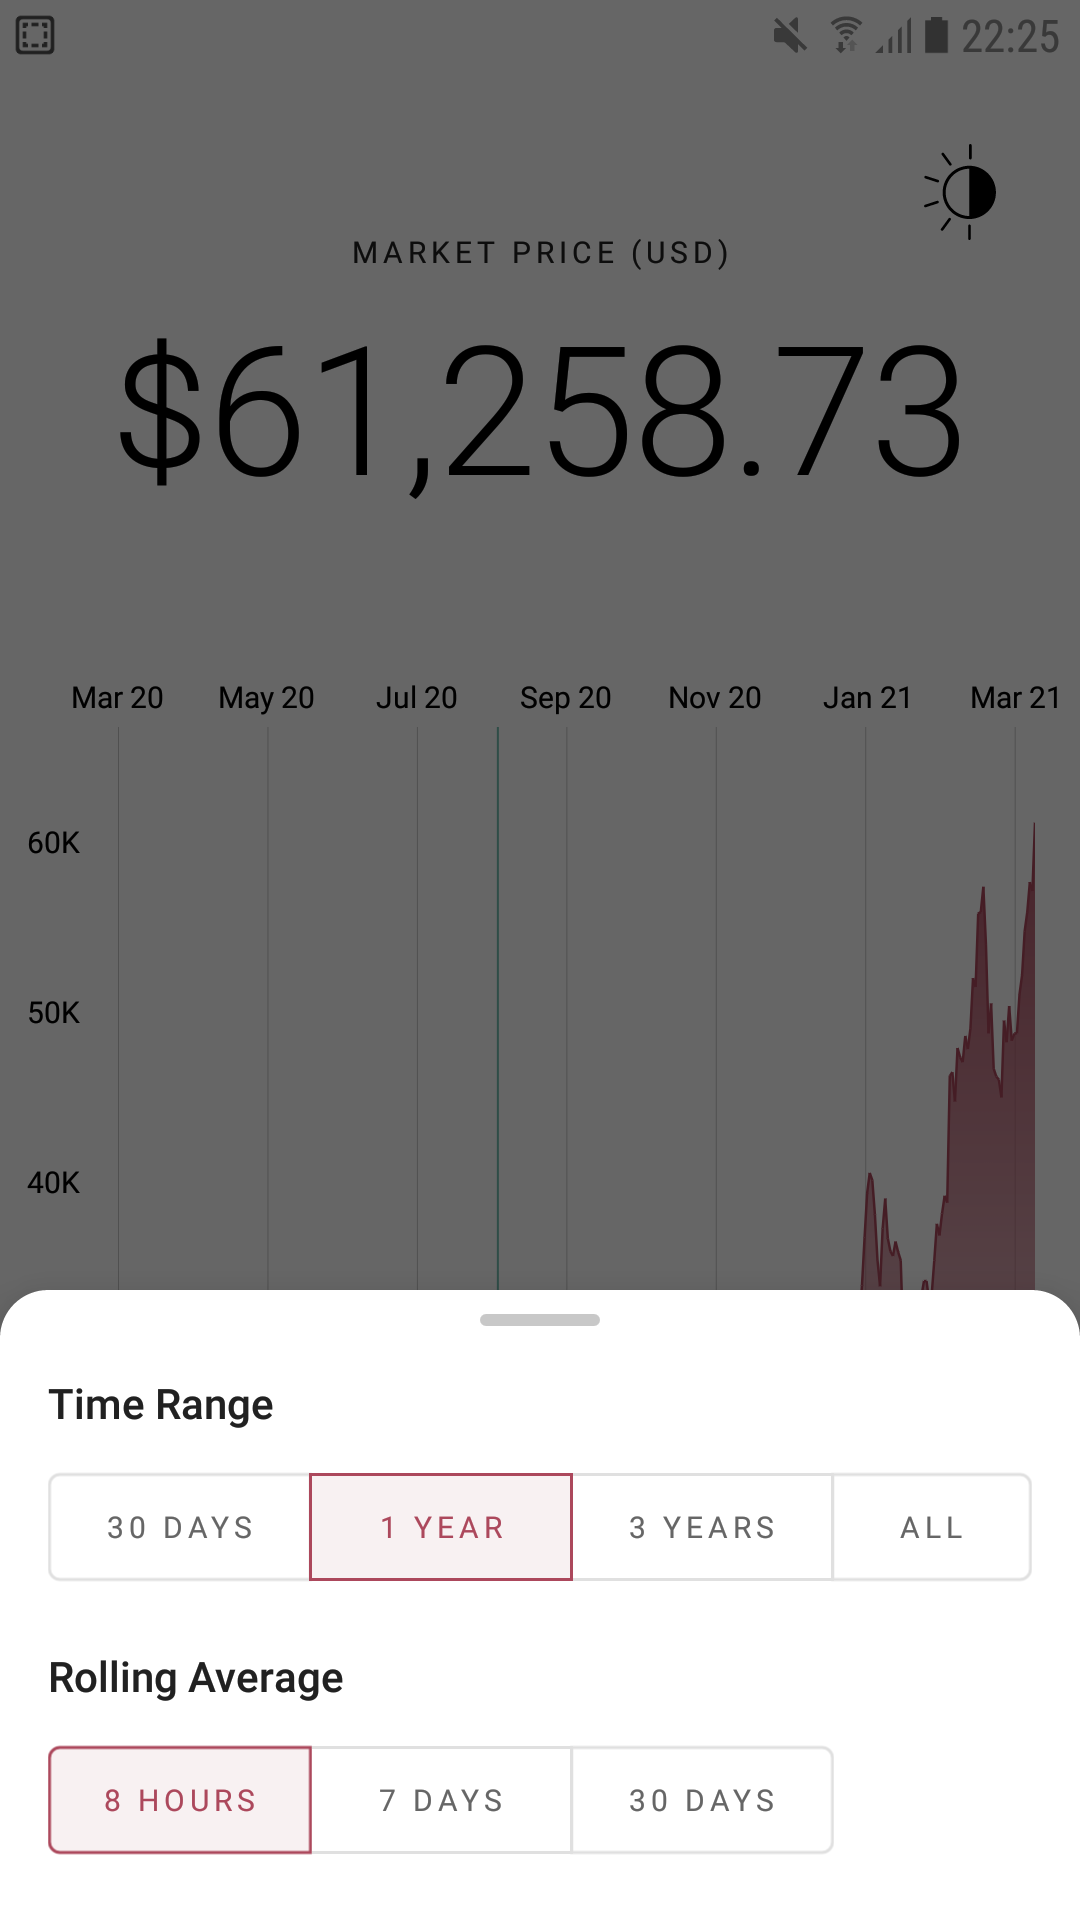 22:25
MARKET PRICE (USD)
$61,258.73
Mar 20 May 20 Jul 20 Sep 20 Nov 20 Jan 21 Mar 21
60K
50K
40K
Time Range
30 DAYS 1 YEAR 3 YEARS ALL
Rolling Average
8 HOURS 7 DAYS 30 DAYS